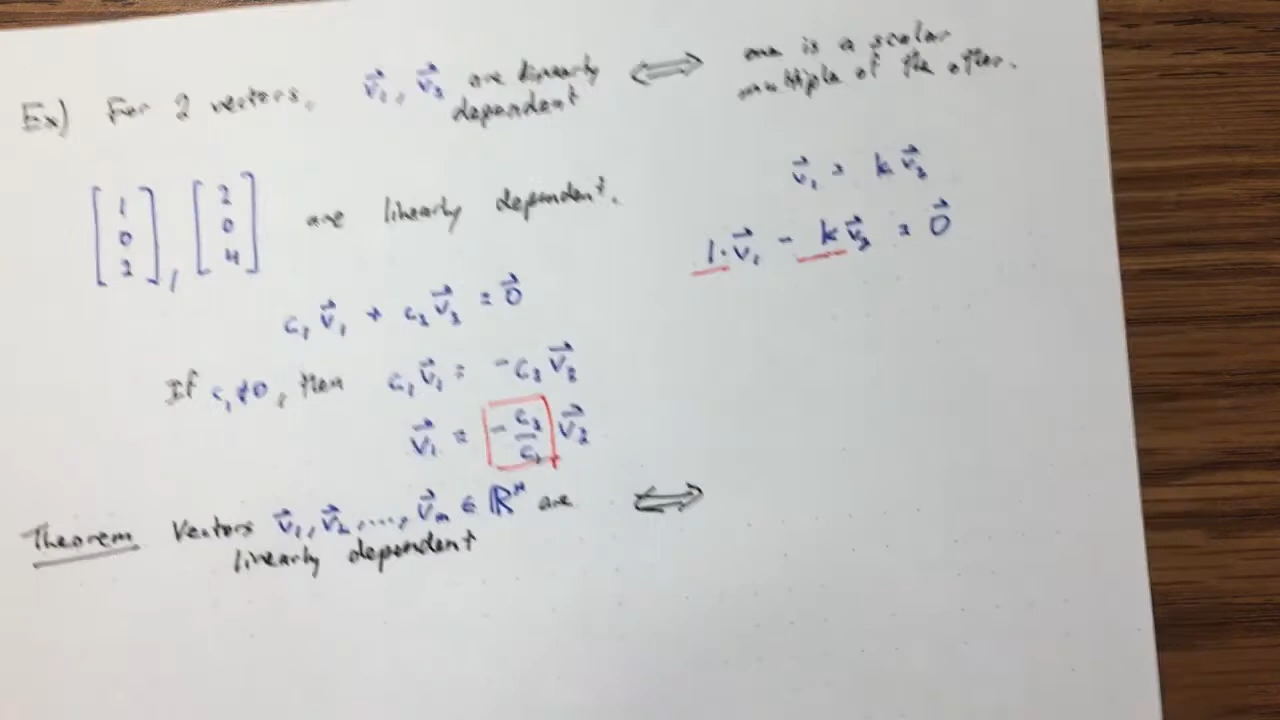 Ex) For 2 vectors, v⃗₁, v⃗₂ are linearly dependent ⟺ one is a scalar multiple of the other.
[1 0 2], [2 0 4] are linearly dependent.
v⃗₁ = k v⃗₂
1·v⃗₁ - k v⃗₂ = 0⃗
c₁v⃗₁ + c₂v⃗₂ = 0⃗
If c₁≠0, then c₁v⃗₁ = -c₂v⃗₂
v⃗₁ = -c₂/c₁ v⃗₂
Theorem Vectors v⃗₁, v⃗₂, ..., v⃗ₘ ∈ ℝⁿ are ⟺
linearly dependent